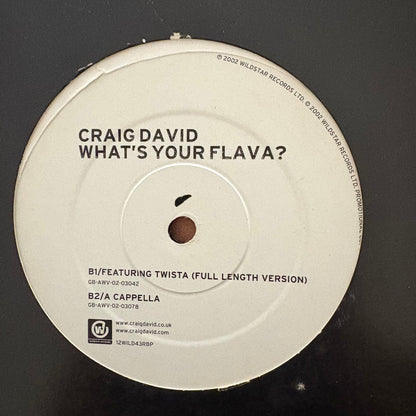 ℗ 2002 WILDSTAR RECORDS LTD. © 2002 WILDSTAR RECORDS LTD. PROMOTIONAL
CRAIG DAVID
WHAT'S YOUR FLAVA?
B1/FEATURING TWISTA (FULL LENGTH VERSION)
GB-AWV-02-03042
B2/A CAPPELLA
GB-AWV-02-03078
www.craigdavid.co.uk
www.craigdavid.com
12WILD43RBP